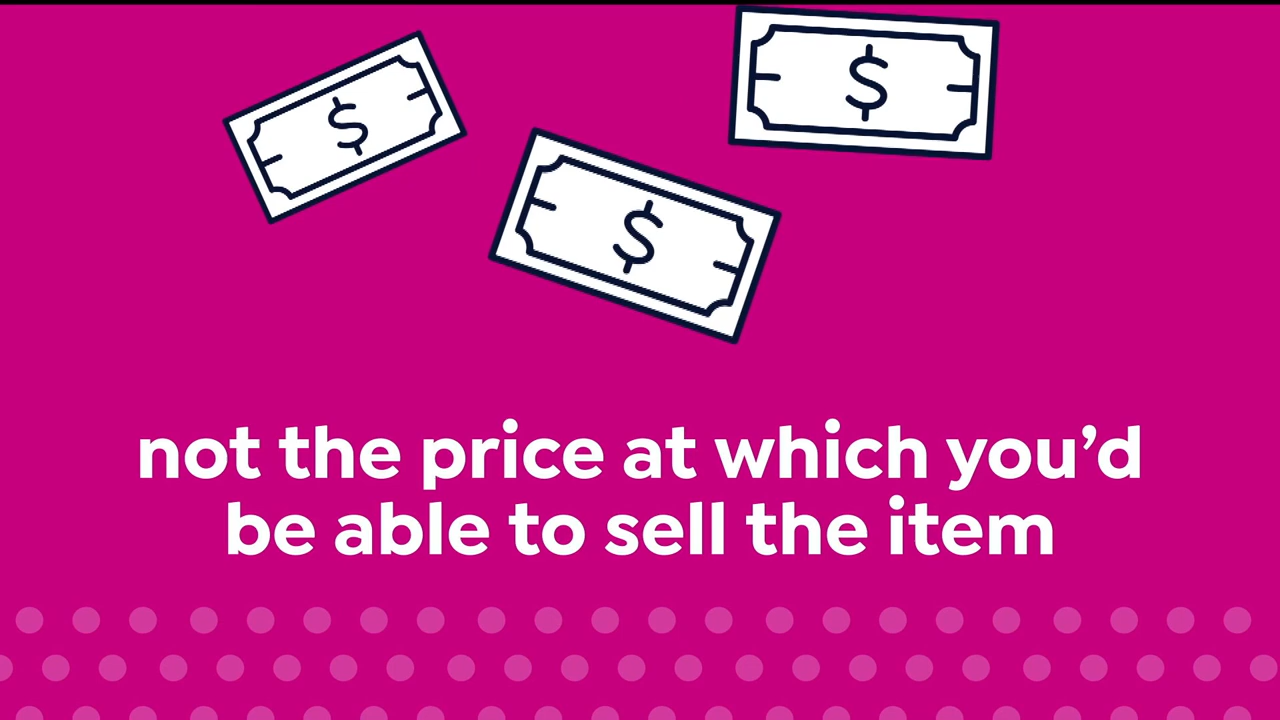 $
$
$
not the price at which you’d
be able to sell the item